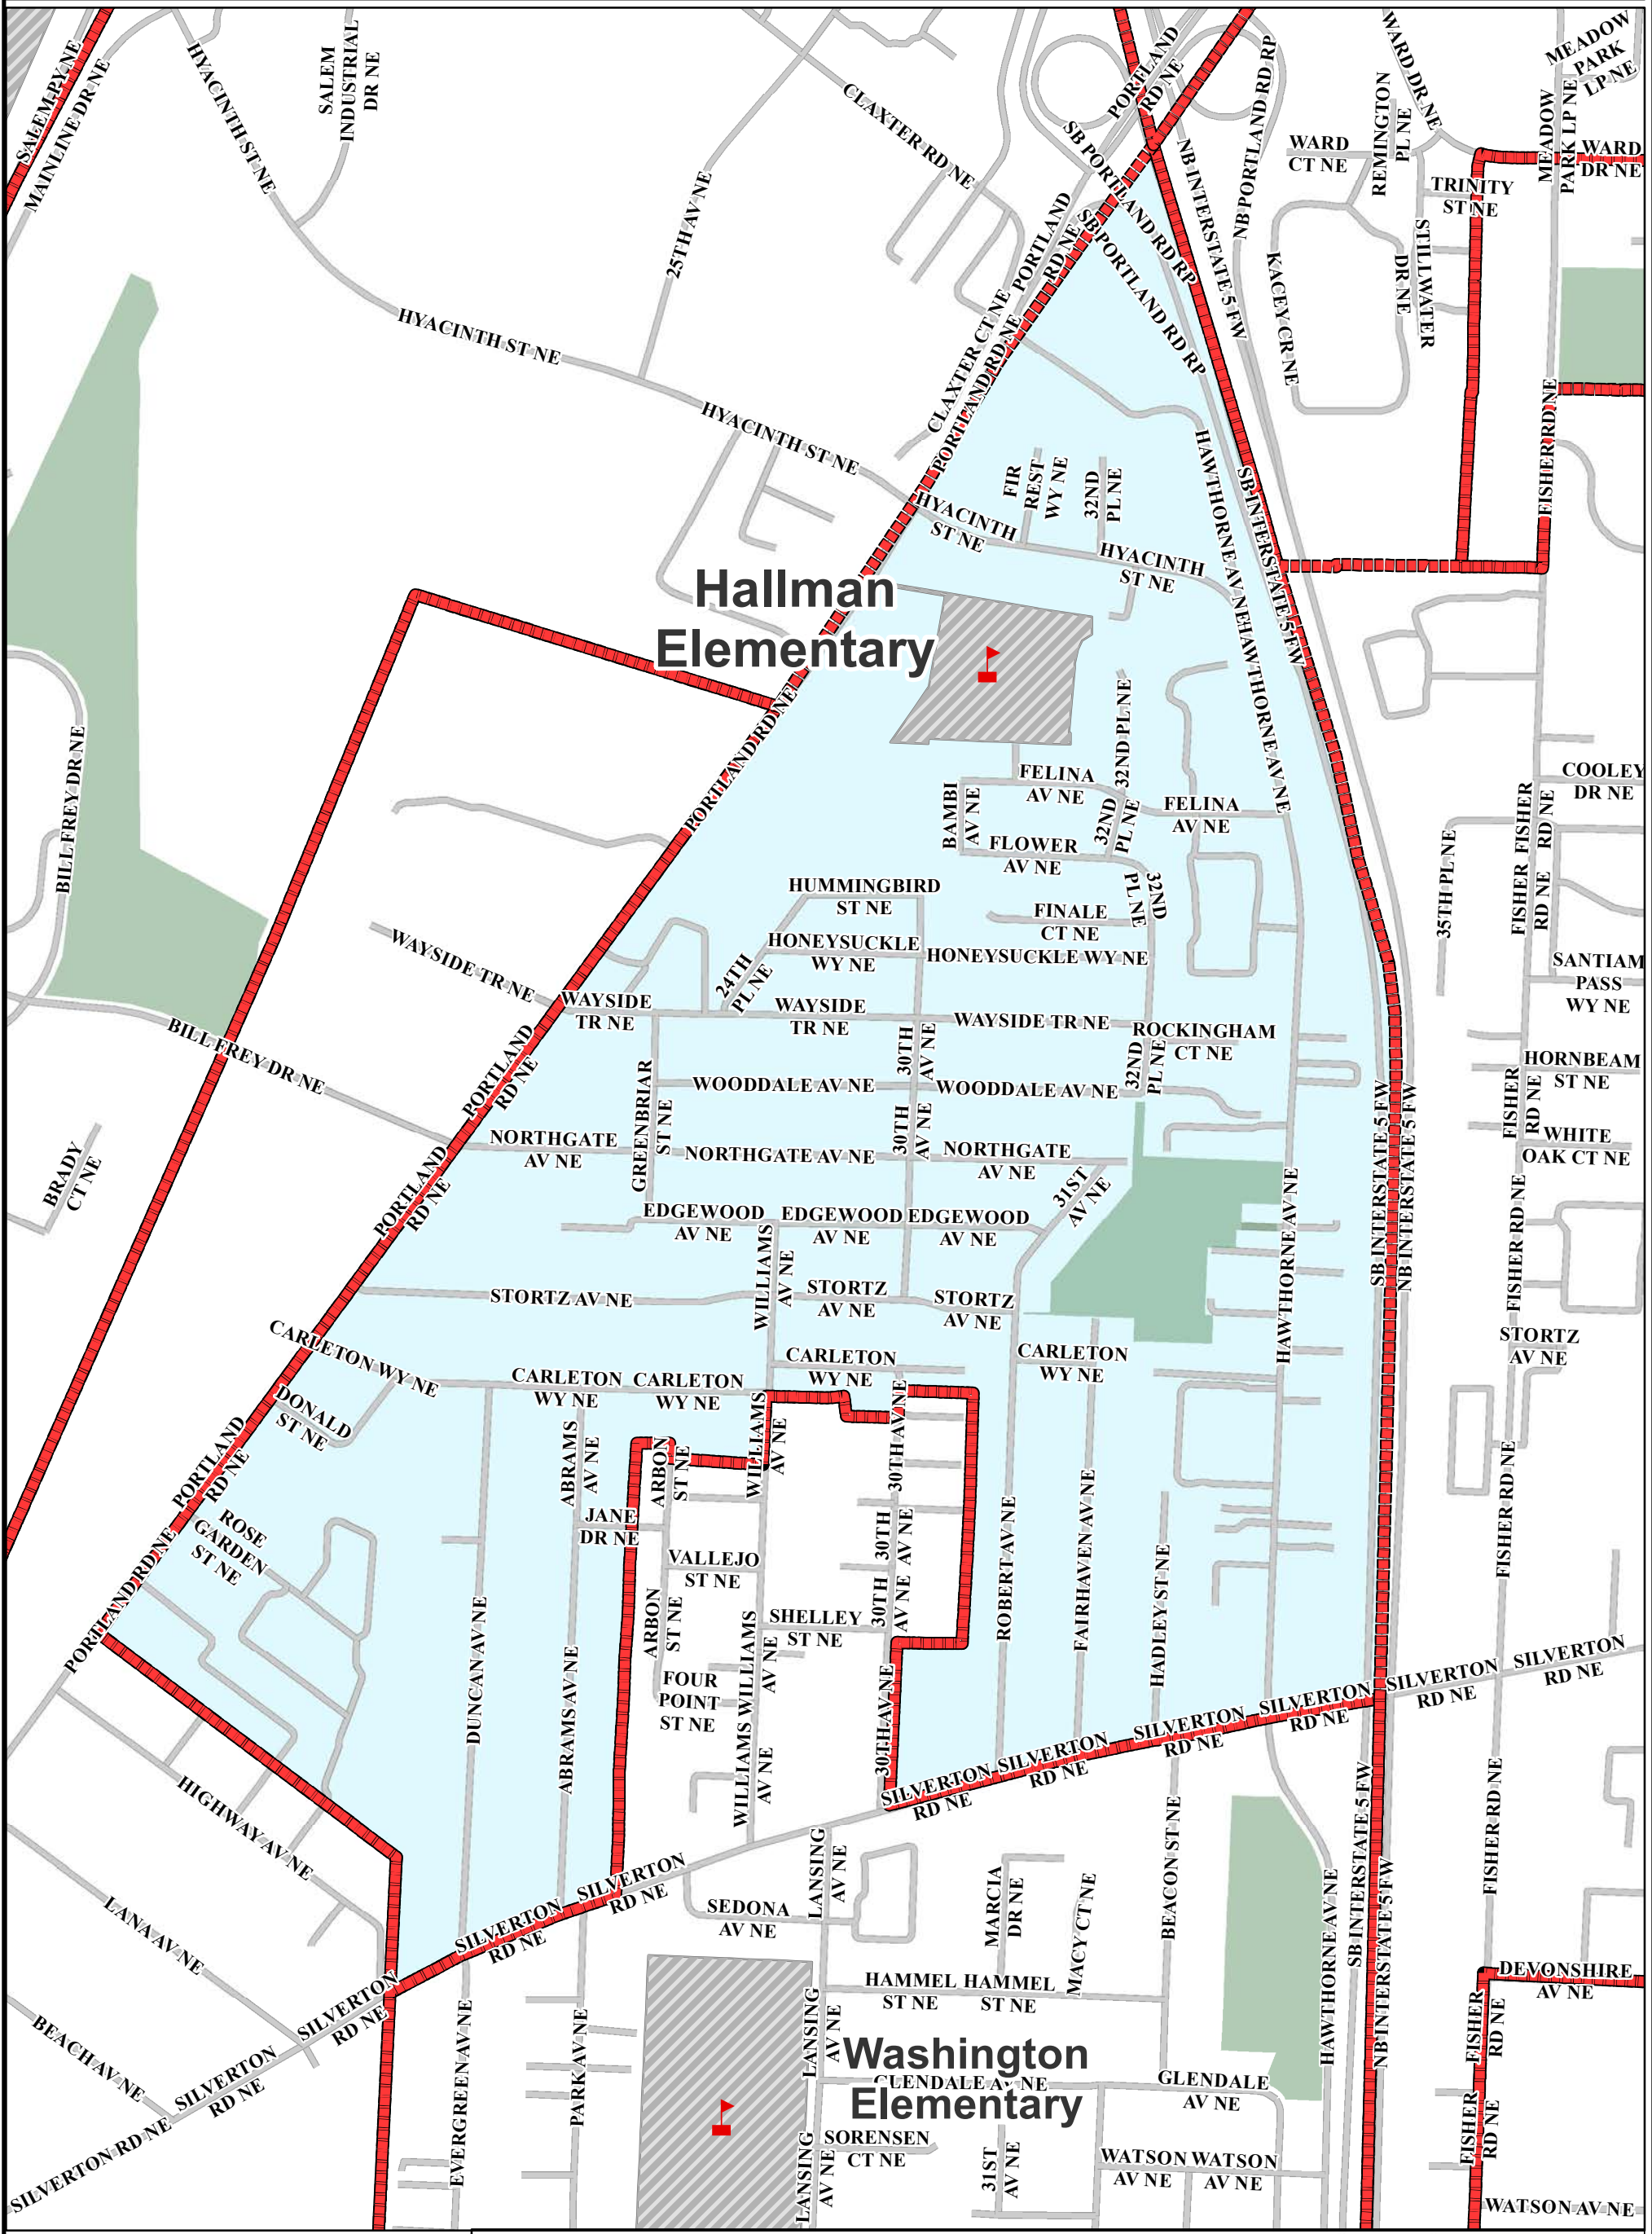 SALEM PY NE
MAINLINE DR NE
HYACINTH ST NE
SALEM
INDUSTRIAL
DR NE
CLAXTER RD NE
25TH AV NE
PORTLAND
RD NE
SB PORTLAND RD RP
NB INTERSTATE 5 FW
NB PORTLAND RD RP
WARD DR NE
WARD
CT NE
REMINGTON
PL NE
MEADOW
PARK
LP NE
MEADOW
PARK LP NE
WARD
DR NE
TRINITY
ST NE
STILLWATER
DR NE
KACEY CR NE
PORTLAND
RD NE
SB PORTLAND RD RP
HYACINTH ST NE
CLAXTER CT NE
PORTLAND RD NE
HYACINTH ST NE
PORTLAND RD NE
FISHER RD NE
FIR
REST
WY NE
32ND
PL NE
HYACINTH
ST NE
HYACINTH
ST NE
HAWTHORNE AV NE
SB INTERSTATE 5 FW
HAWTHORNE AV NE
Hallman
Elementary
BILL FREY DR NE
PORTLAND RD NE
FELINA
AV NE
32ND PL NE
BAMBI
AV NE
32ND
PL NE
FELINA
AV NE
FLOWER
AV NE
COOLEY
DR NE
FISHER
RD NE
FISHER
RD NE
35TH PL NE
HUMMINGBIRD
ST NE
32ND
PL NE
FINALE
CT NE
HONEYSUCKLE
WY NE
HONEYSUCKLE WY NE
WAYSIDE TR NE
24TH
PL NE
WAYSIDE
TR NE
WAYSIDE
TR NE
WAYSIDE TR NE
SANTIAM
PASS
WY NE
BILL FREY DR NE
PORTLAND
RD NE
30TH
AV NE
ROCKINGHAM
CT NE
32ND
PL NE
HORNBEAM
ST NE
WOODDALE AV NE
WOODDALE AV NE
GREENBRIAR
ST NE
30TH
AV NE
FISHER
RD NE
WHITE
OAK CT NE
BRADY
CT NE
PORTLAND
RD NE
NORTHGATE
AV NE
NORTHGATE AV NE
NORTHGATE
AV NE
31ST
AV NE
HAWTHORNE AV NE
SB INTERSTATE 5 FW
NB INTERSTATE 5 FW
EDGEWOOD
AV NE
EDGEWOOD
AV NE
EDGEWOOD
AV NE
WILLIAMS
AV NE
FISHER RD NE
STORTZ AV NE
STORTZ
AV NE
STORTZ
AV NE
STORTZ
AV NE
CARLETON WY NE
CARLETON
WY NE
CARLETON
WY NE
CARLETON
WY NE
CARLETON
WY NE
DONALD
ST NE
PORTLAND
RD NE
WILLIAMS
AV NE
30TH AV NE
ABRAMS
AV NE
ARBON
ST NE
JANE
DR NE
ROSE
GARDEN
ST NE
PORTLAND RD NE
30TH
AV NE
VALLEJO
ST NE
ARBON
ST NE
30TH
AV NE
SHELLEY
ST NE
ROBERT AV NE
FAIRHAVEN AV NE
HADLEY ST NE
FISHER RD NE
DUNCAN AV NE
ABRAMS AV NE
WILLIAMS
AV NE
FOUR
POINT
ST NE
WILLIAMS
AV NE
30TH AV NE
SILVERTON
RD NE
SILVERTON
RD NE
SILVERTON
RD NE
SILVERTON
RD NE
SILVERTON
RD NE
SILVERTON
RD NE
HIGHWAY AV NE
LANA AV NE
BEACH AV NE
SILVERTON
RD NE
SILVERTON
RD NE
SILVERTON
RD NE
SILVERTON
RD NE
SILVERTON RD NE
LANSING
AV NE
SEDONA
AV NE
MARCIA
DR NE
MACY CT NE
BEACON ST NE
HAWTHORNE AV NE
SB INTERSTATE 5 FW
NB INTERSTATE 5 FW
FISHER RD NE
DEVONSHIRE
AV NE
HAMMEL
ST NE
HAMMEL
ST NE
LANSING
AV NE
FISHER
RD NE
Washington
Elementary
GLENDALE AV NE
GLENDALE
AV NE
EVERGREEN AV NE
PARK AV NE
SORENSEN
CT NE
LANSING
AV NE
31ST
AV NE
WATSON
AV NE
WATSON
AV NE
FISHER
RD NE
WATSON AV NE